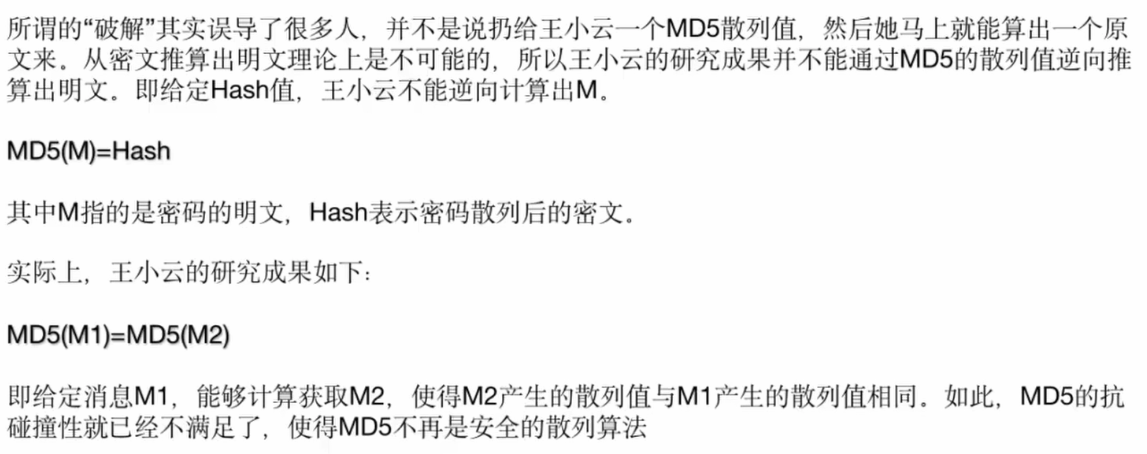 所谓的“破解”其实误导了很多人，并不是说扔给王小云一个MD5散列值，然后她马上就能算出一个原
文来。从密文推算出明文理论上是不可能的，所以王小云的研究成果并不能通过MD5的散列值逆向推
算出明文。即给定Hash值，王小云不能逆向计算出M。
MD5(M)=Hash
其中M指的是密码的明文，Hash表示密码散列后的密文。
实际上，王小云的研究成果如下：
MD5(M1)=MD5(M2)
即给定消息M1，能够计算获取M2，使得M2产生的散列值与M1产生的散列值相同。如此，MD5的抗
碰撞性就已经不满足了，使得MD5不再是安全的散列算法